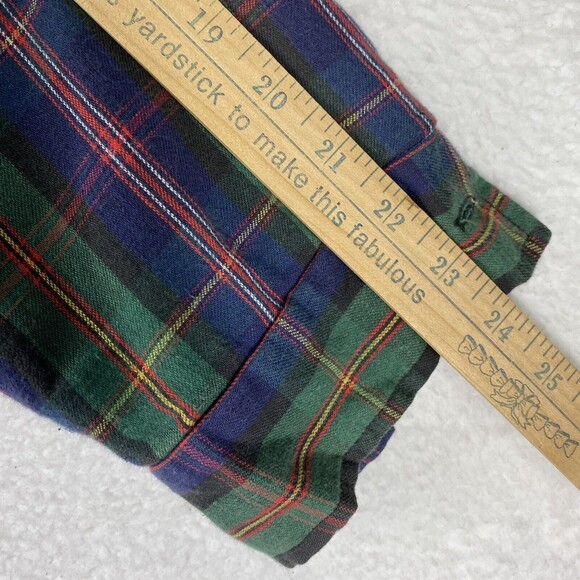 19 20 21 22 23 24 25
yardstick to make this fabulous